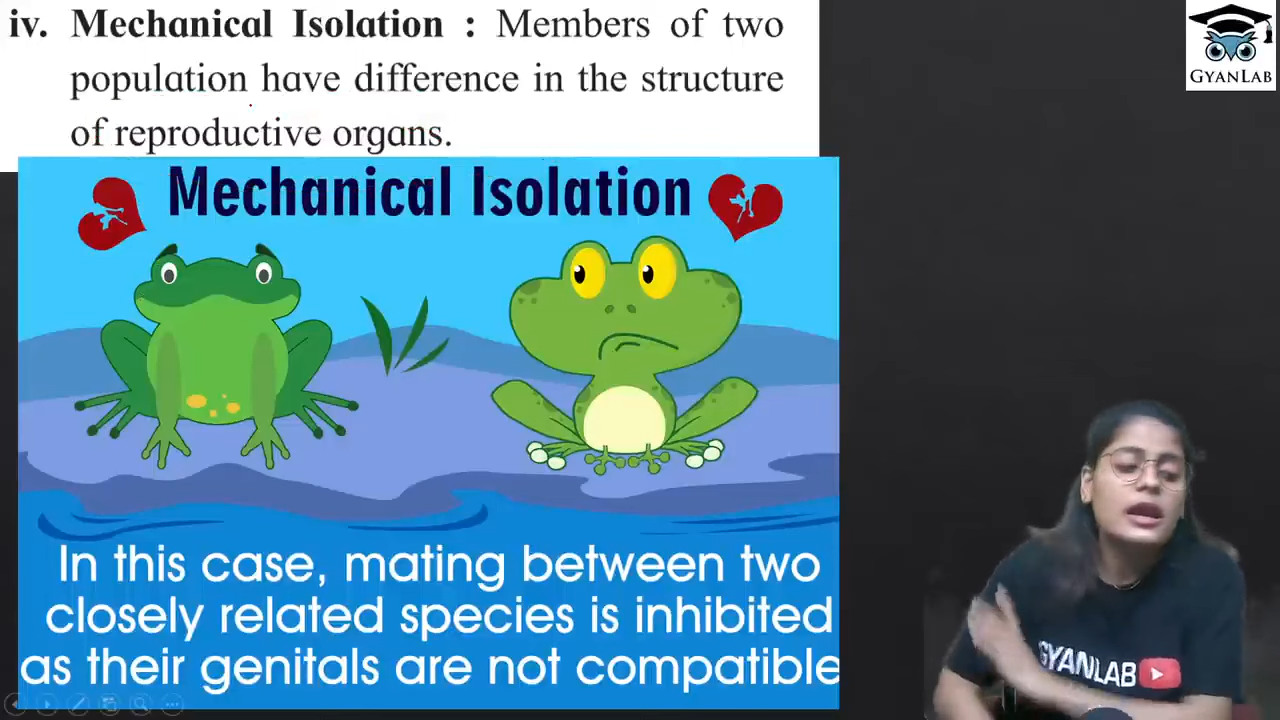 iv. Mechanical Isolation : Members of two
population have difference in the structure
of reproductive organs.
GYANLAB
Mechanical Isolation
In this case, mating between two
closely related species is inhibited
as their genitals are not compatible
GYANLAB